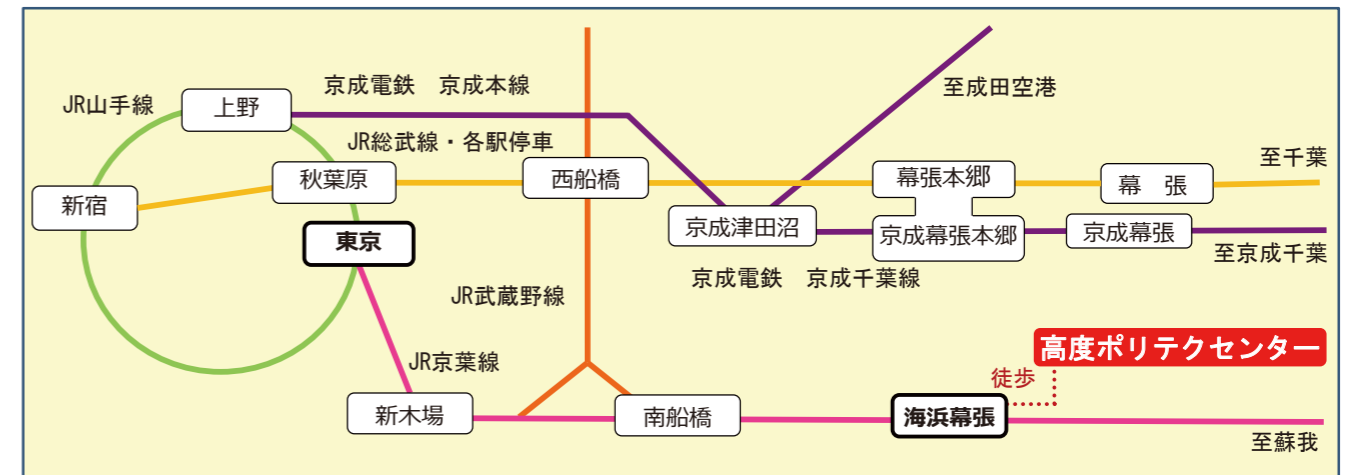 京成電鉄　京成本線
至成田空港
JR山手線
上野
JR総武線・各駅停車
至千葉
秋葉原
西船橋
幕張本郷
幕　張
新宿
京成津田沼
京成幕張本郷
京成幕張
東京
至京成千葉
京成電鉄　京成千葉線
JR武蔵野線
高度ポリテクセンター
JR京葉線
徒歩
新木場
南船橋
海浜幕張
至蘇我